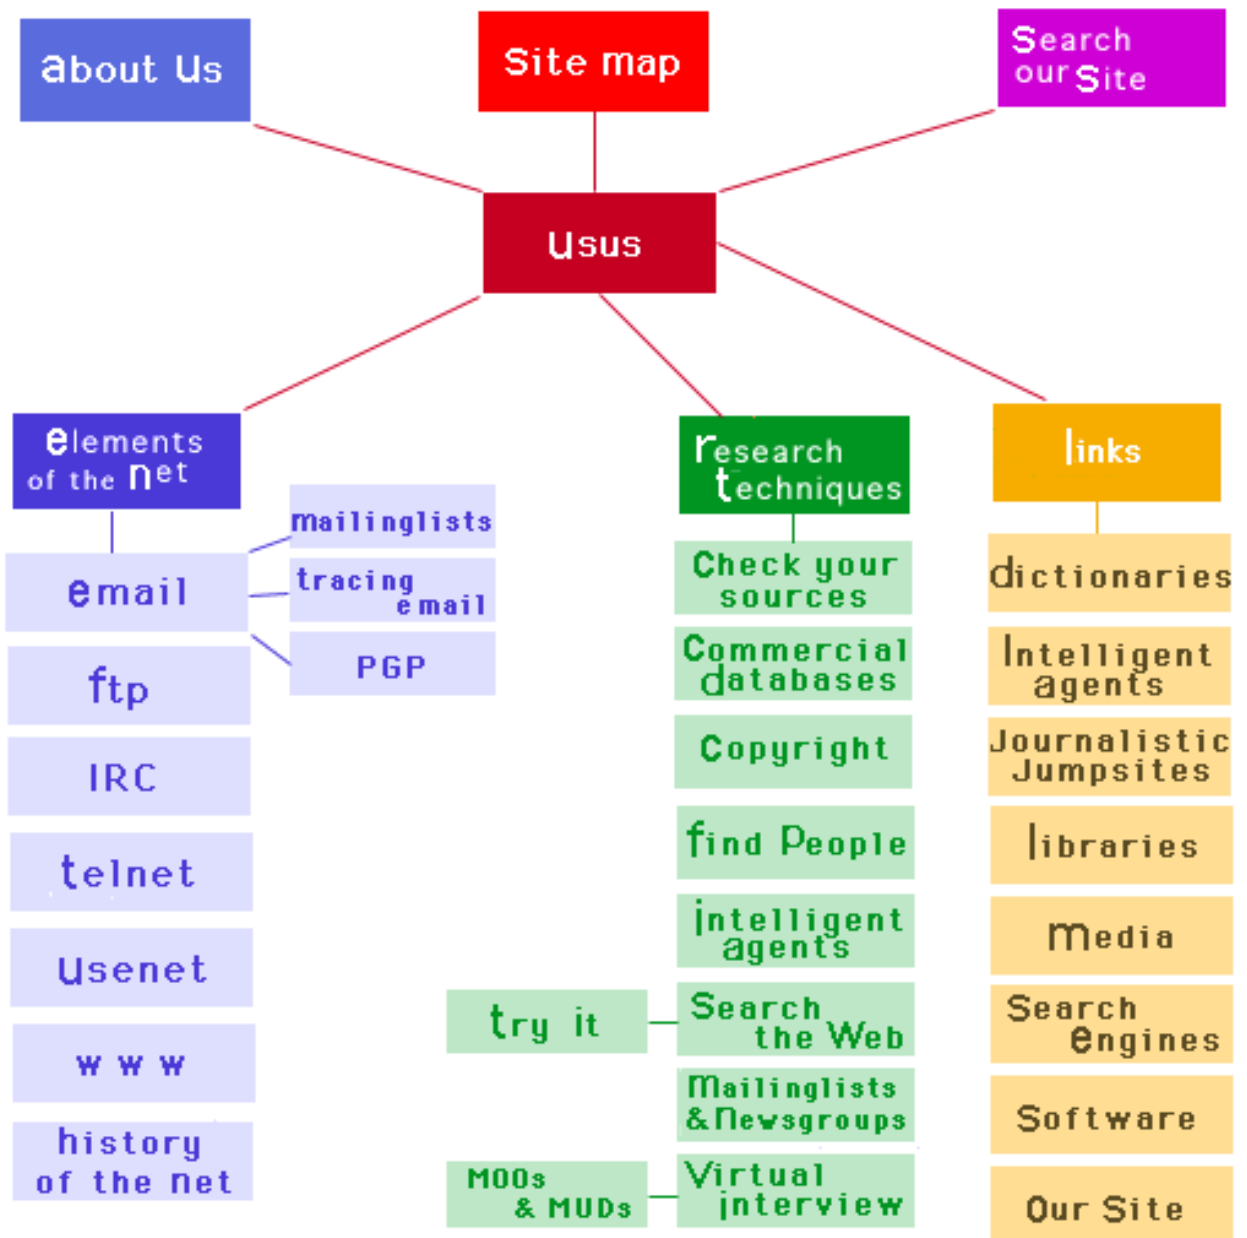 about us
Site map
Search
our Site
Usus
elements
of the net
email
mailinglists
tracing
email
PGP
ftp
IRC
telnet
Usenet
www
history
of the net
research
techniques
Check your
sources
Commercial
databases
Copyright
find People
intelligent
agents
Search
the Web
try it
Mailinglists
& Newsgroups
Virtual
interview
MOOs
& MUDs
links
dictionaries
Intelligent
agents
Journalistic
Jumpsites
libraries
Media
Search
engines
Software
Our Site